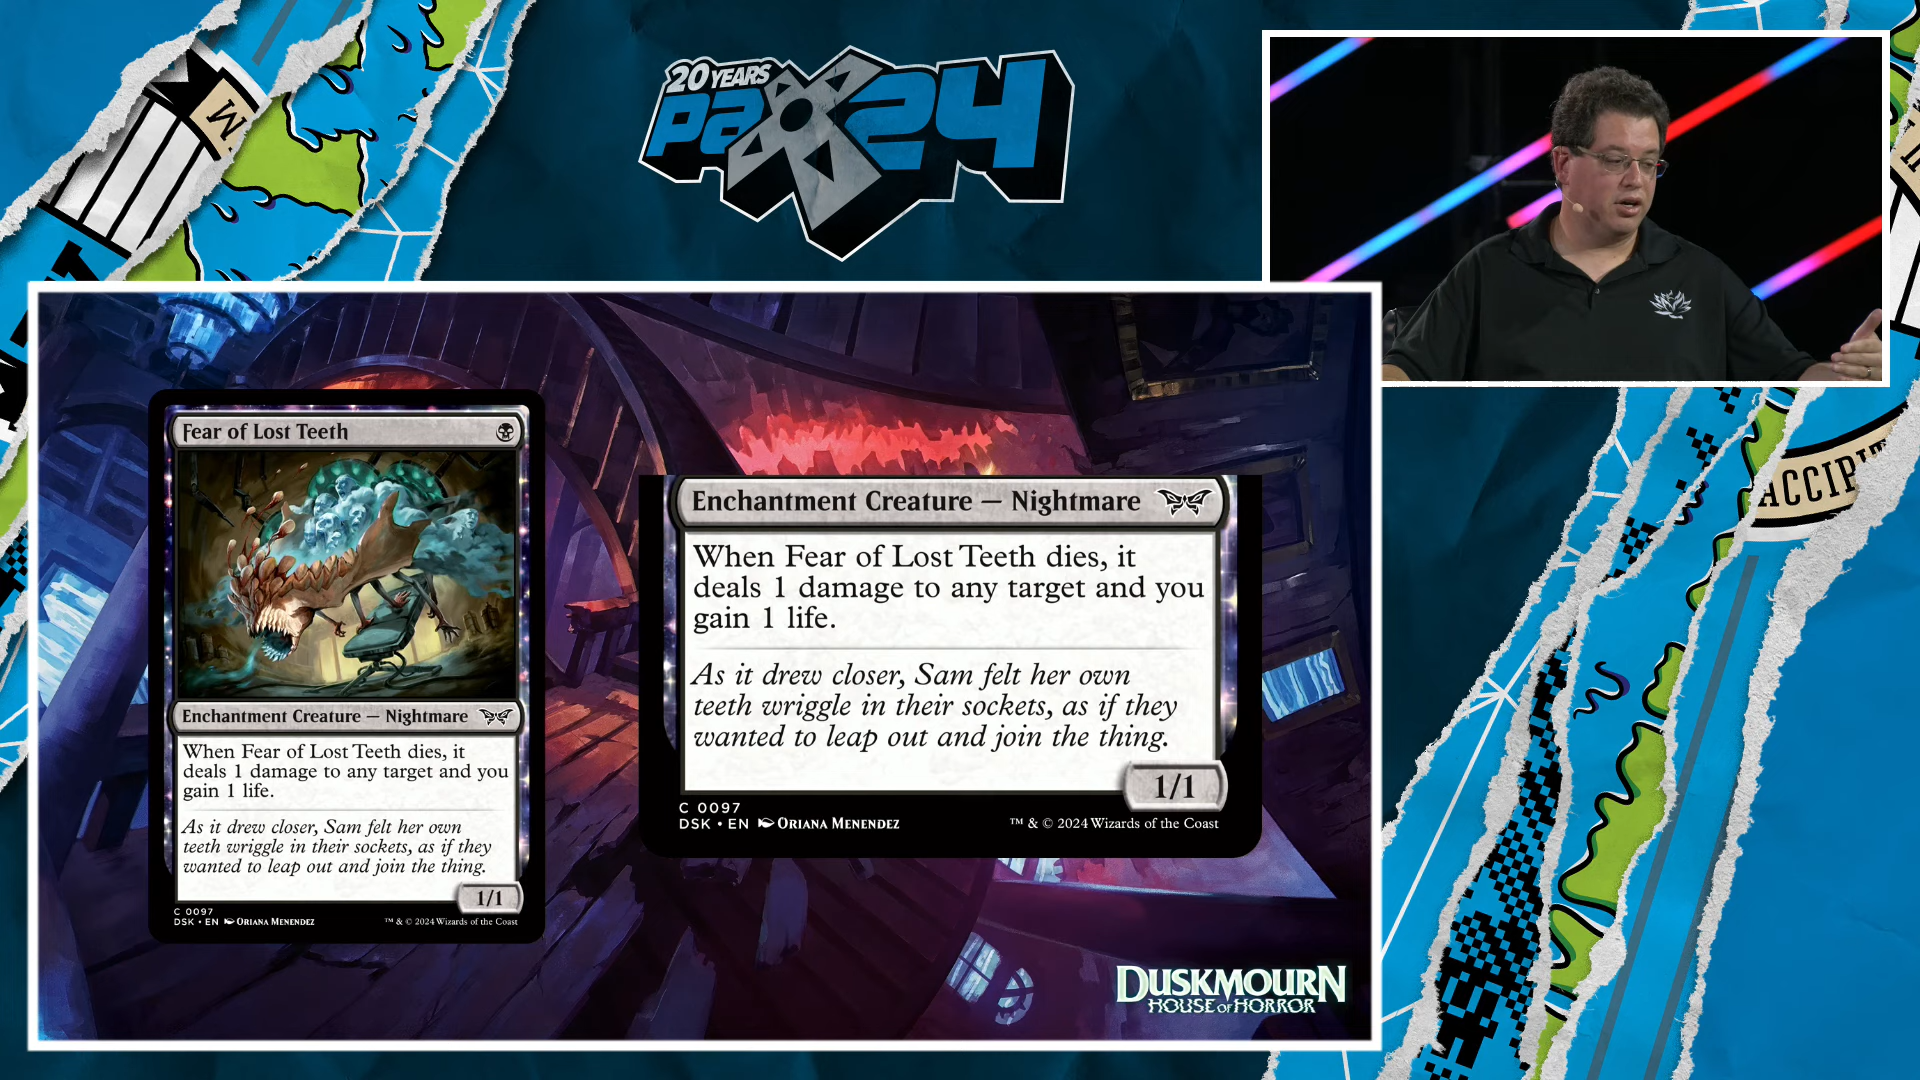 20 YEARS
PAX 24
Fear of Lost Teeth
Enchantment Creature — Nightmare
When Fear of Lost Teeth dies, it
deals 1 damage to any target and you
gain 1 life.
As it drew closer, Sam felt her own
teeth wriggle in their sockets, as if they
wanted to leap out and join the thing.
1/1
C 0097
DSK • EN ORIANA MENENDEZ
™ & © 2024 Wizards of the Coast
Enchantment Creature — Nightmare
When Fear of Lost Teeth dies, it
deals 1 damage to any target and you
gain 1 life.
As it drew closer, Sam felt her own
teeth wriggle in their sockets, as if they
wanted to leap out and join the thing.
1/1
C 0097
DSK • EN ORIANA MENENDEZ
™ & © 2024 Wizards of the Coast
DUSKMOURN
HOUSE OF HORROR